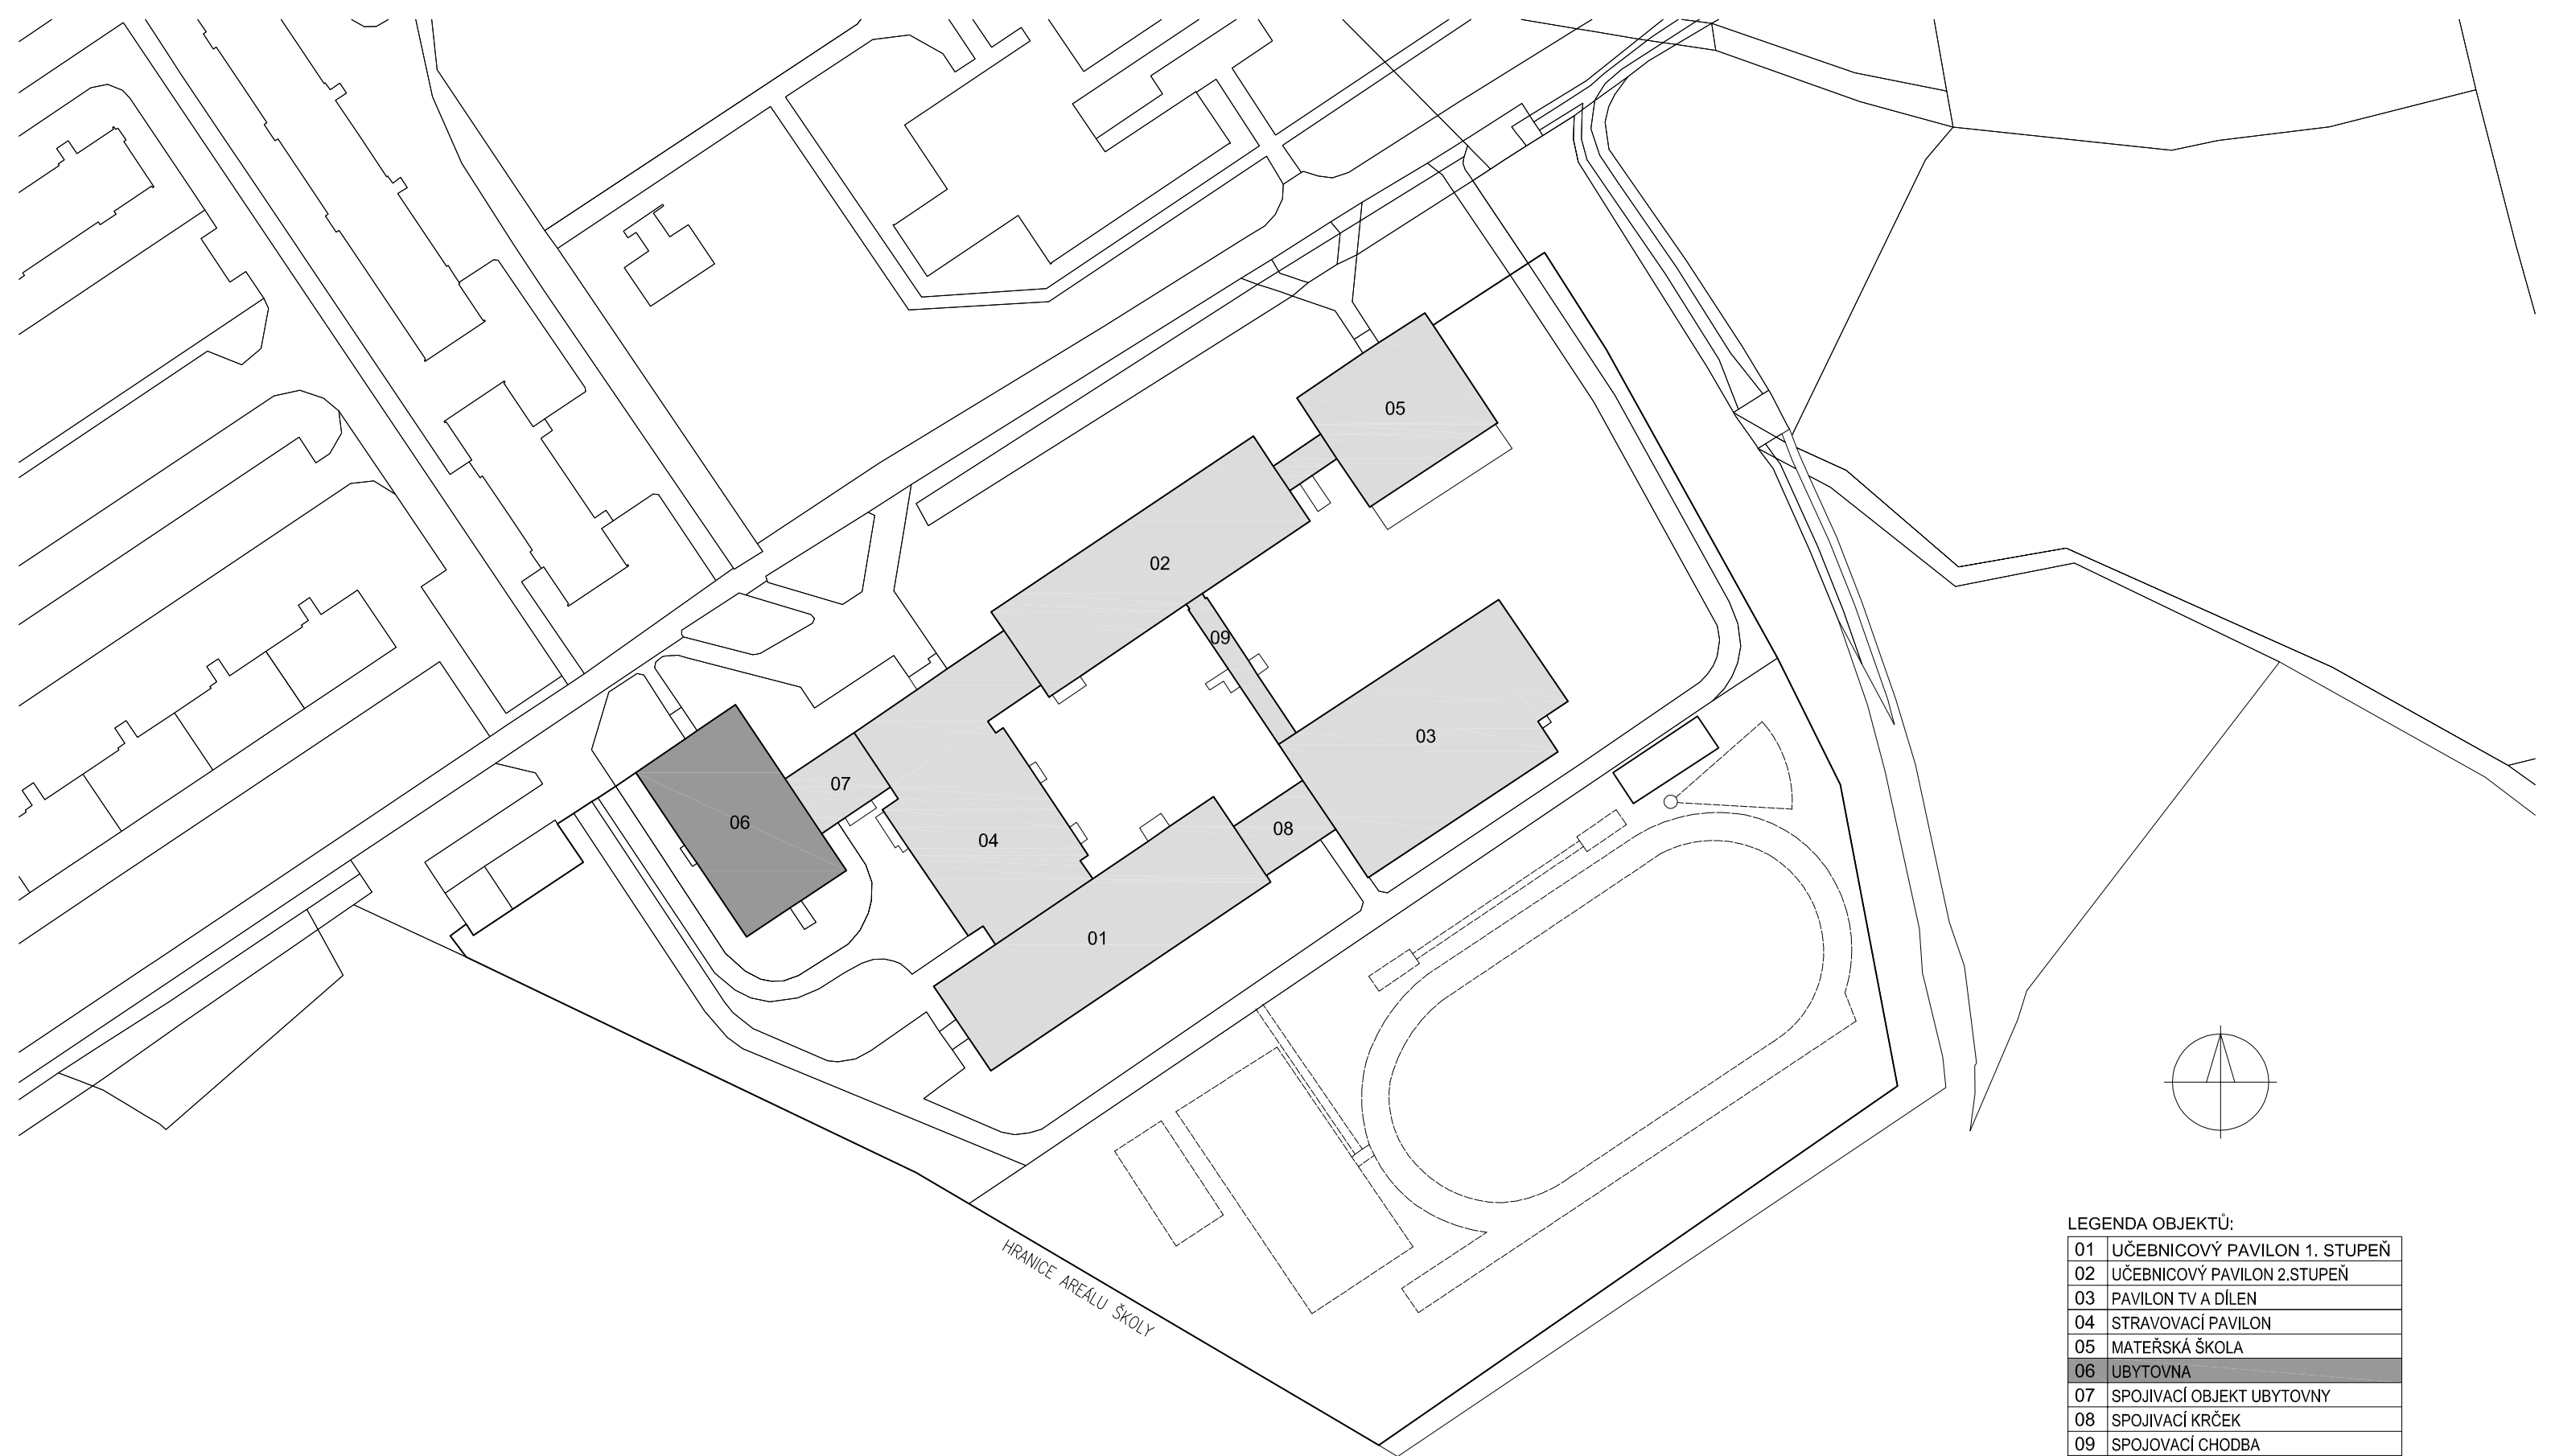 05
02
09
03
07
06
08
04
01
HRANICE AREÁLU ŠKOLY
LEGENDA OBJEKTŮ:
01 UČEBNICOVÝ PAVILON 1. STUPEŇ
02 UČEBNICOVÝ PAVILON 2.STUPEŇ
03 PAVILON TV A DÍLEN
04 STRAVOVACÍ PAVILON
05 MATEŘSKÁ ŠKOLA
06 UBYTOVNA
07 SPOJIVACÍ OBJEKT UBYTOVNY
08 SPOJIVACÍ KRČEK
09 SPOJOVACÍ CHODBA